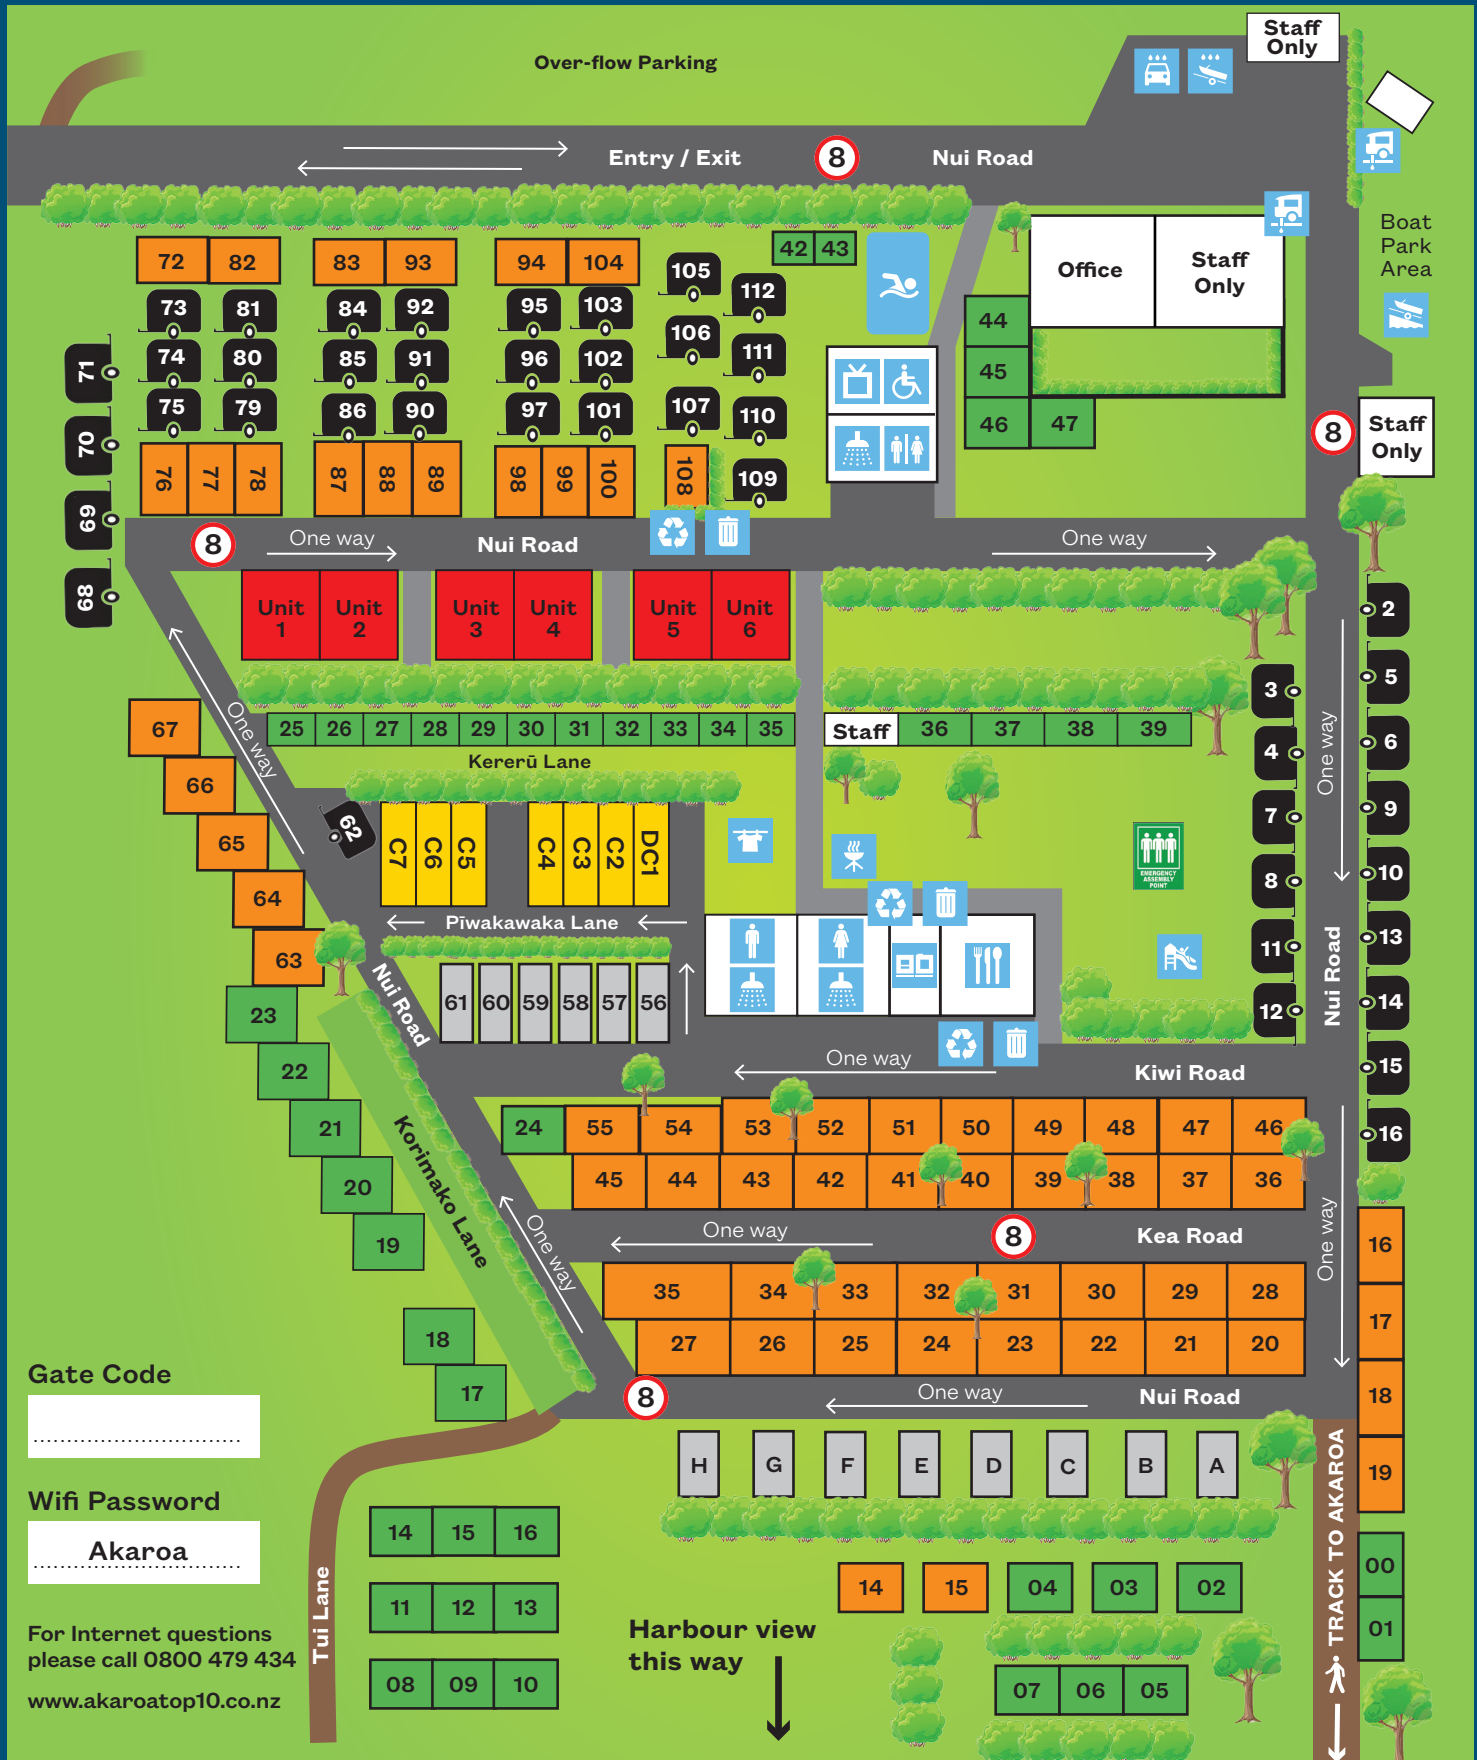 Staff
Only
Over-flow Parking
Entry / Exit
8
Nui Road
Boat
Park
Area
72
82
83
93
94
104
105
112
42
43
Office
Staff
Only
73
81
84
92
95
103
106
111
44
74
80
85
91
96
102
45
71
75
79
86
90
97
101
107
110
46
47
8
Staff
Only
70
76
77
78
87
88
89
98
99
100
108
109
69
8
One way
Nui Road
One way
68
Unit
1
Unit
2
Unit
3
Unit
4
Unit
5
Unit
6
2
3
5
67
One way
25
26
27
28
29
30
31
32
33
34
35
Staff
36
37
38
39
4
6
Kererū Lane
One way
66
62
7
9
65
C7
C6
C5
C4
C3
C2
DC1
EMERGENCY
ASSEMBLY
POINT
8
10
64
Pīwakawaka Lane
11
13
63
Nui Road
61
60
59
58
57
56
12
Nui Road
14
23
22
One way
Kiwi Road
15
21
Korimako Lane
24
55
54
53
52
51
50
49
48
47
46
16
20
45
44
43
42
41
40
39
38
37
36
19
One way
One way
8
Kea Road
One way
16
35
34
33
32
31
30
29
28
17
18
27
26
25
24
23
22
21
20
17
8
One way
Nui Road
18
Gate Code
H
G
F
E
D
C
B
A
19
Wifi Password
Akaroa
14
15
16
TRACK TO AKAROA
00
14
15
04
03
02
11
12
13
01
Tui Lane
For Internet questions
please call 0800 479 434
www.akaroatop10.co.nz
Harbour view
this way
08
09
10
07
06
05